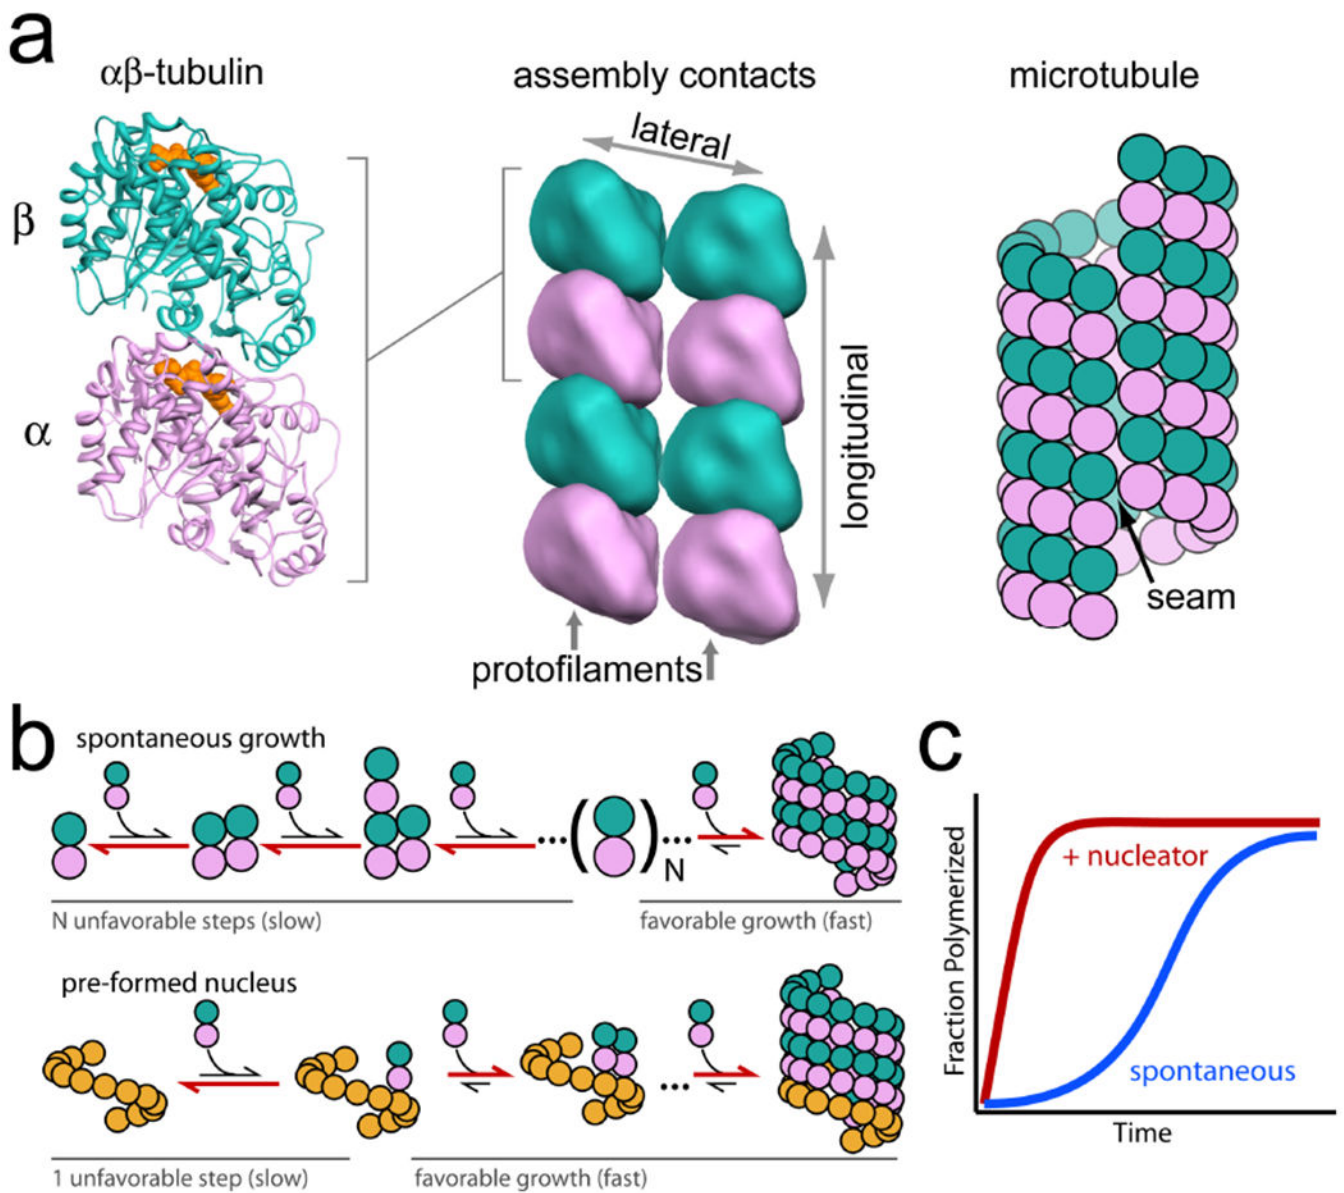 a
αβ-tubulin
assembly contacts
microtubule
lateral
β
α
longitudinal
seam
protofilaments
b
spontaneous growth
...( )...
N
N unfavorable steps (slow)
favorable growth (fast)
pre-formed nucleus
...
1 unfavorable step (slow)
favorable growth (fast)
c
Fraction Polymerized
+ nucleator
spontaneous
Time